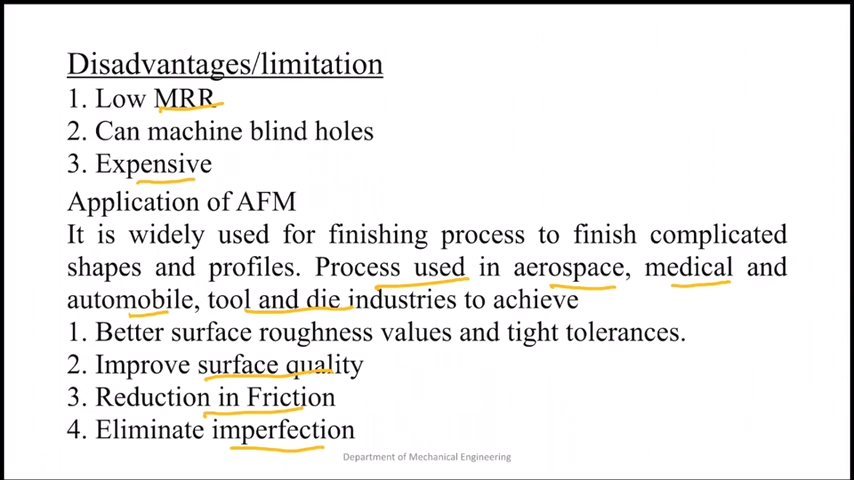 Disadvantages/limitation
1. Low MRR
2. Can machine blind holes
3. Expensive
Application of AFM
It is widely used for finishing process to finish complicated
shapes and profiles. Process used in aerospace, medical and
automobile, tool and die industries to achieve
1. Better surface roughness values and tight tolerances.
2. Improve surface quality
3. Reduction in Friction
4. Eliminate imperfection
Department of Mechanical Engineering